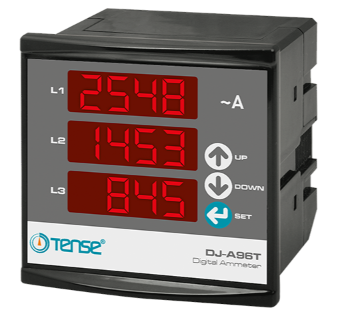 L1 2548 ~A
L2 1453
UP
L3 845 DOWN
SET
TENSE®
DJ-A96T
Digital Ammeter